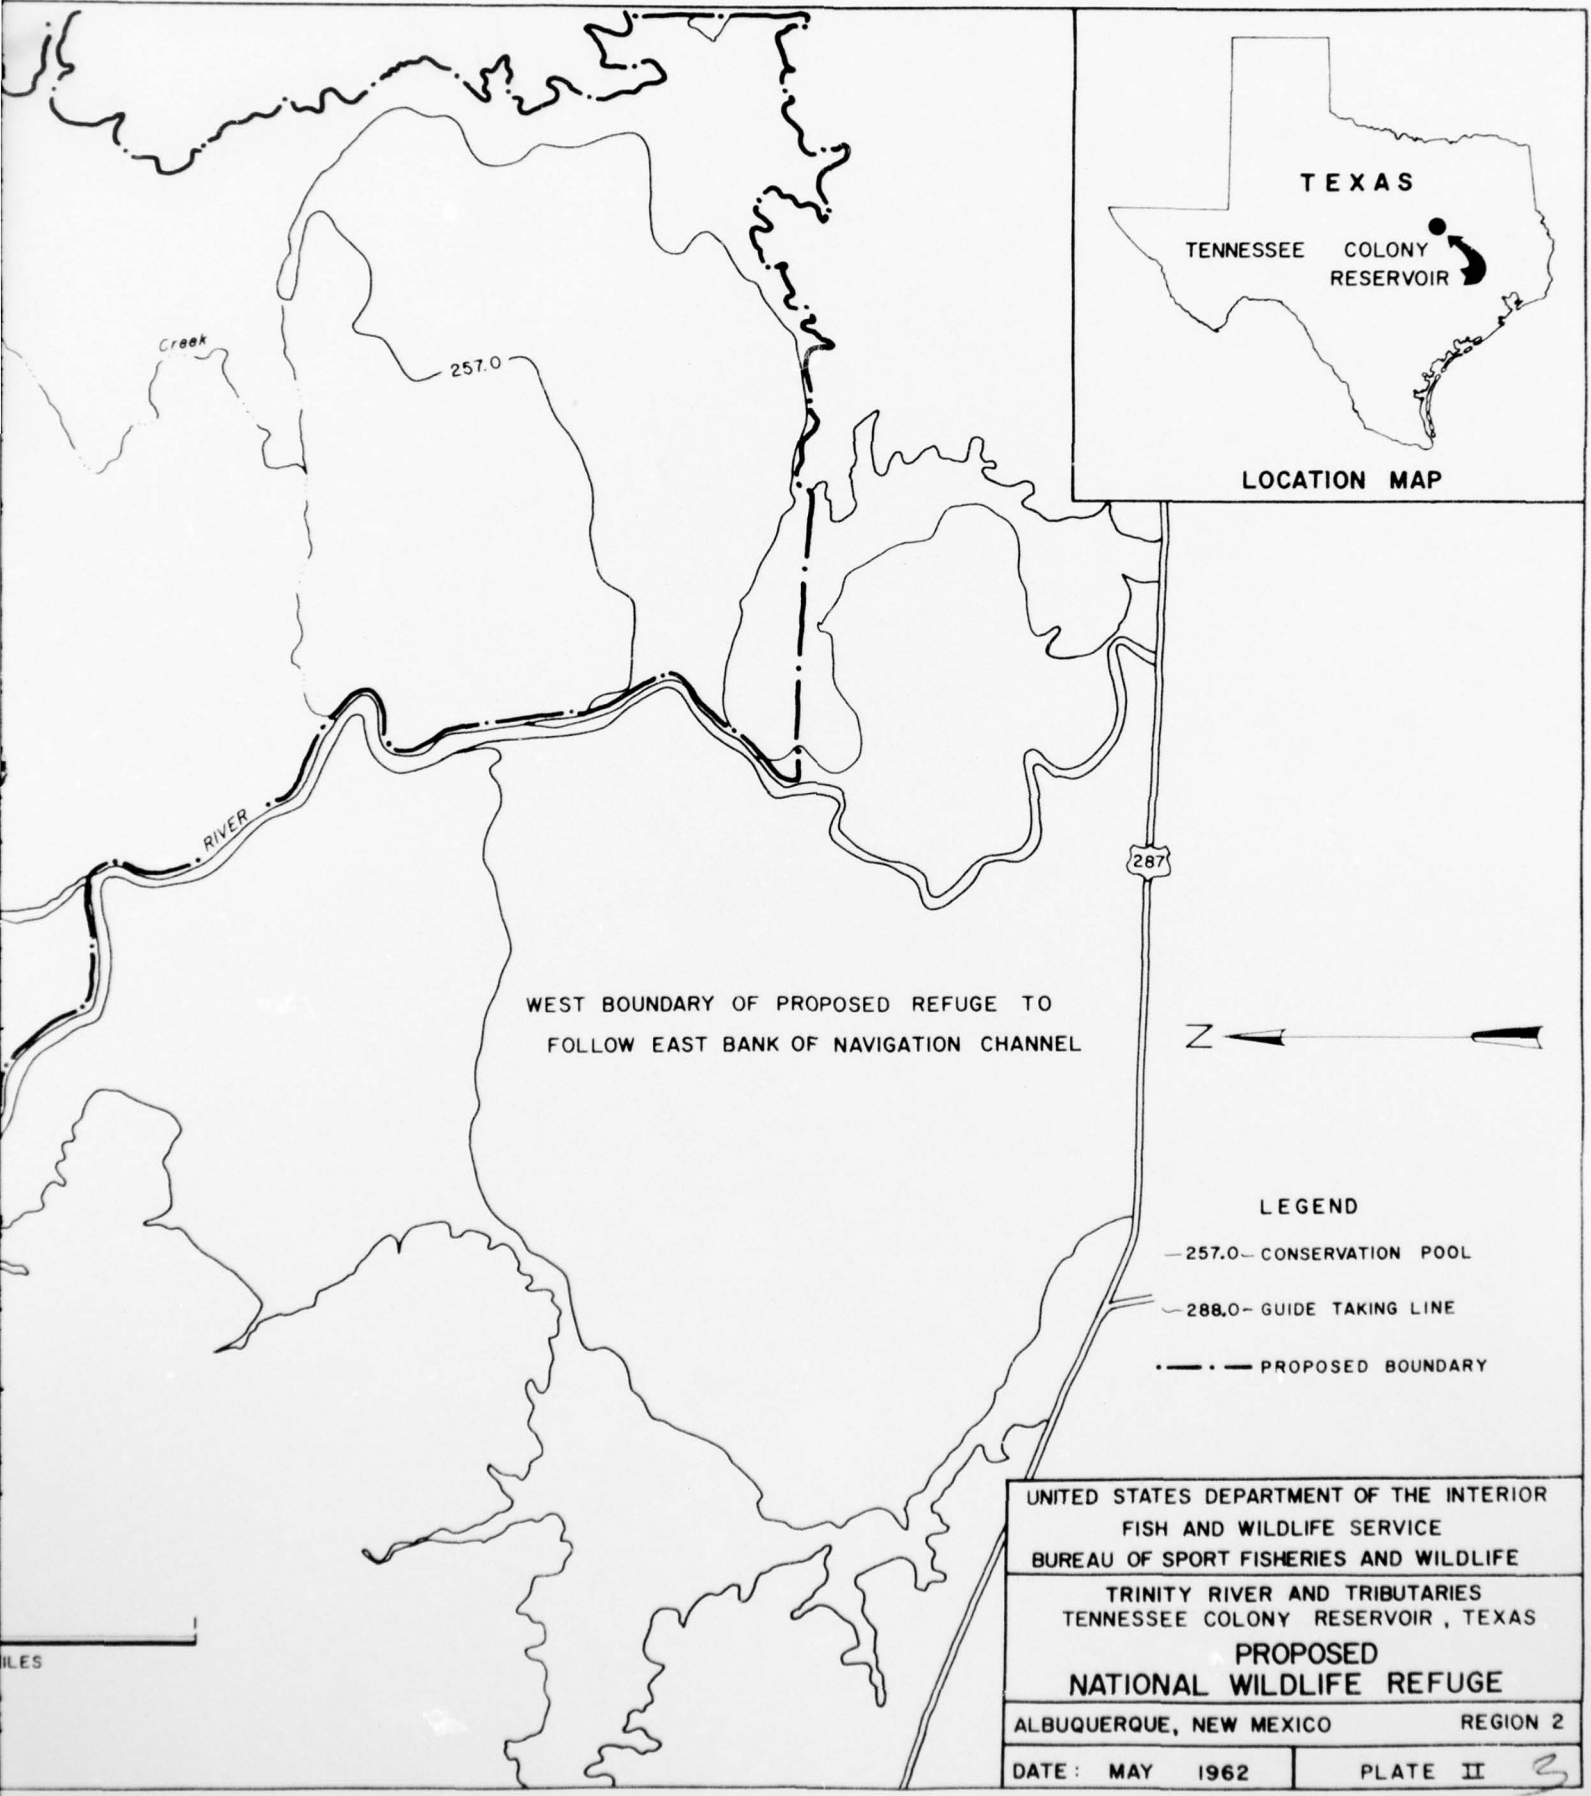 TEXAS
TENNESSEE COLONY
RESERVOIR
LOCATION MAP
Creek
257.0
RIVER
287
WEST BOUNDARY OF PROPOSED REFUGE TO
FOLLOW EAST BANK OF NAVIGATION CHANNEL
N
LEGEND
257.0 CONSERVATION POOL
288.0 GUIDE TAKING LINE
PROPOSED BOUNDARY
UNITED STATES DEPARTMENT OF THE INTERIOR
FISH AND WILDLIFE SERVICE
BUREAU OF SPORT FISHERIES AND WILDLIFE
TRINITY RIVER AND TRIBUTARIES
TENNESSEE COLONY RESERVOIR, TEXAS
PROPOSED
NATIONAL WILDLIFE REFUGE
ILES
ALBUQUERQUE, NEW MEXICO REGION 2
DATE: MAY 1962 PLATE II 3